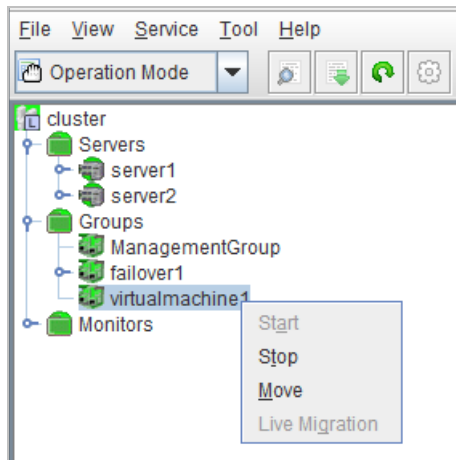 File View Service Tool Help
Operation Mode
L cluster
Servers
server1
server2
Groups
ManagementGroup
failover1
virtualmachine1
Monitors
Start
Stop
Move
Live Migration